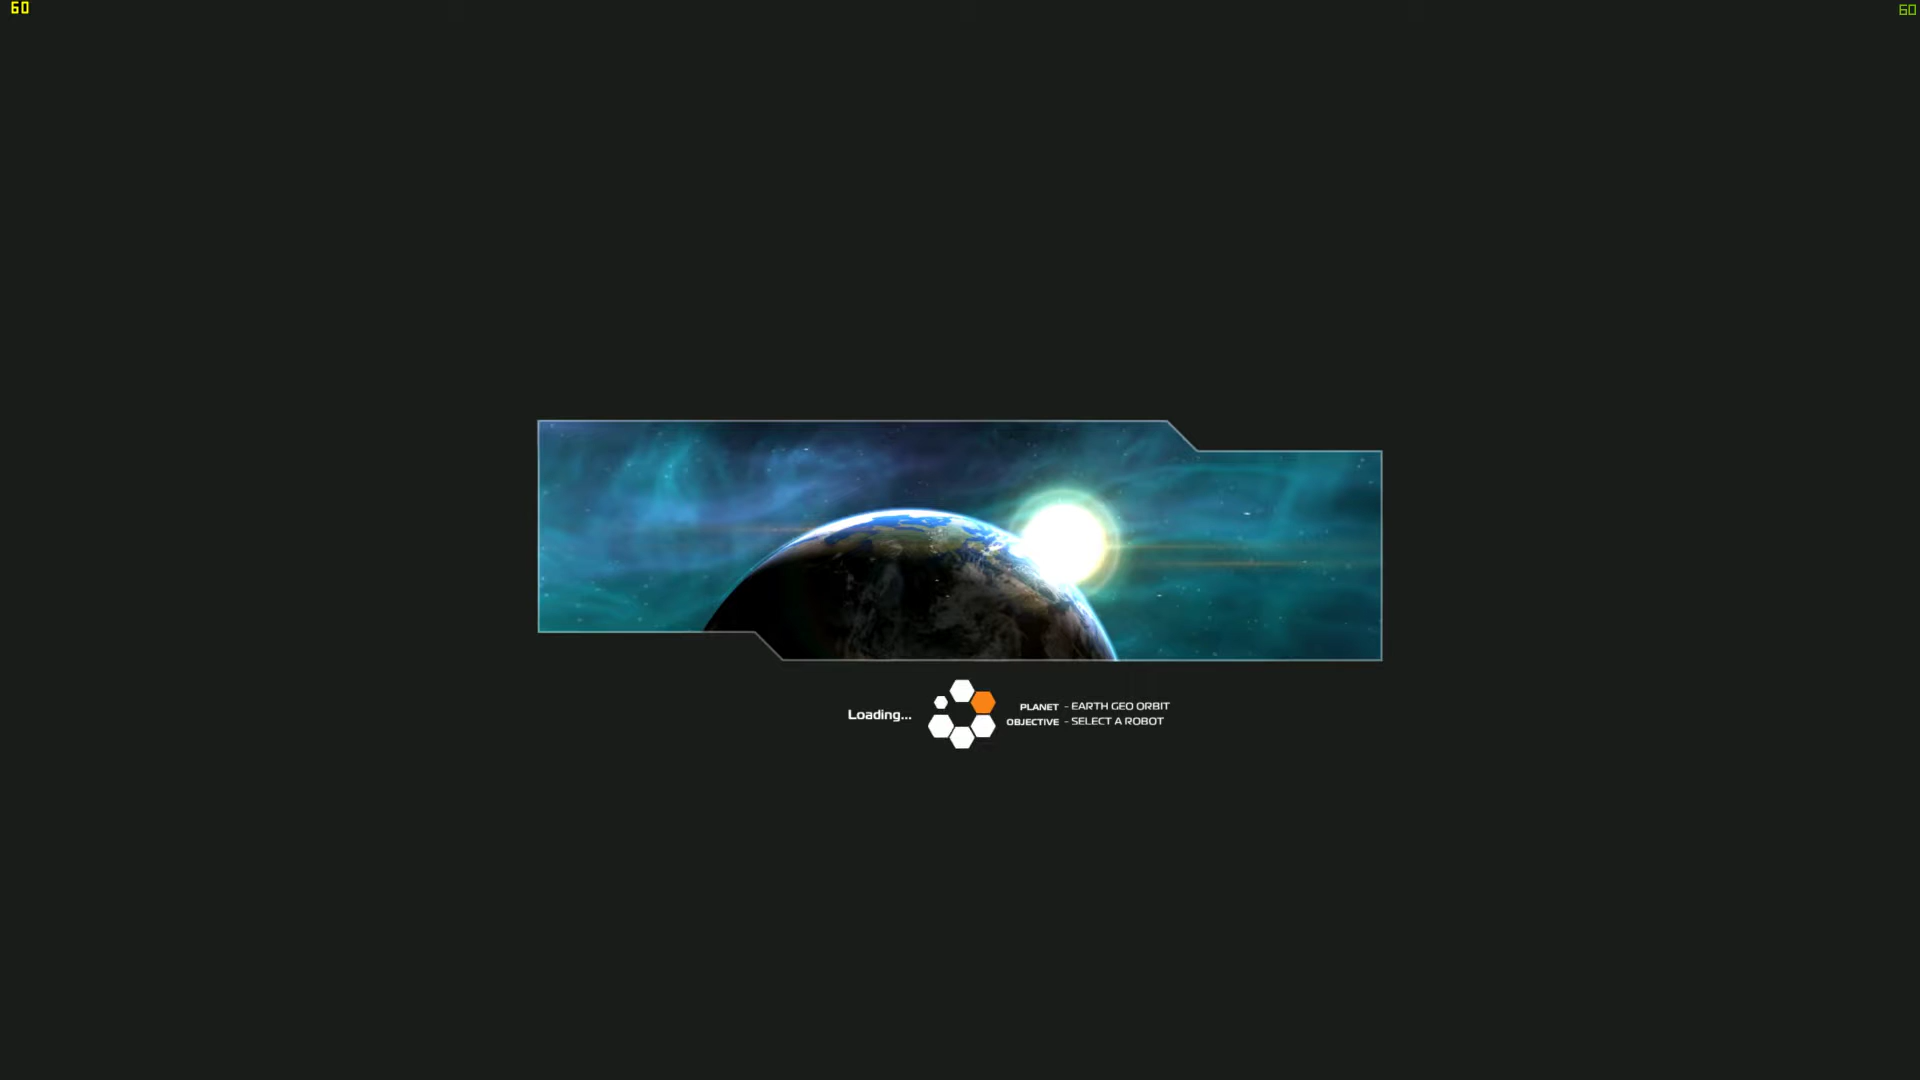 60
60
Loading...
PLANET - EARTH GEO ORBIT
OBJECTIVE - SELECT A ROBOT